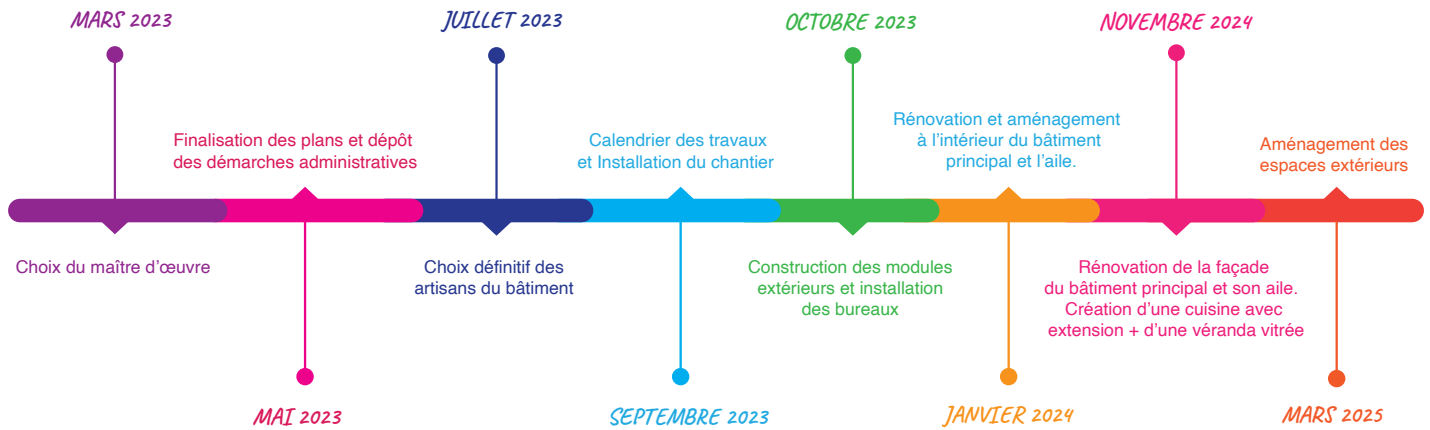 MARS 2023
JUILLET 2023
OCTOBRE 2023
NOVEMBRE 2024
Finalisation des plans et dépôt
des démarches administratives
Calendrier des travaux
et Installation du chantier
Rénovation et aménagement
à l'intérieur du bâtiment
principal et l'aile.
Aménagement des
espaces extérieurs
Choix du maître d'œuvre
Choix définitif des
artisans du bâtiment
Construction des modules
extérieurs et installation
des bureaux
Rénovation de la façade
du bâtiment principal et son aile.
Création d'une cuisine avec
extension + d'une véranda vitrée
MAI 2023
SEPTEMBRE 2023
JANVIER 2024
MARS 2025